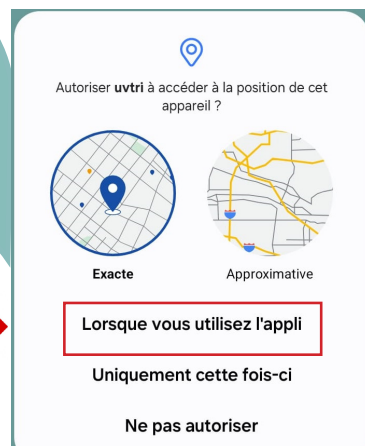 Autoriser uvtri à accéder à la position de cet
appareil ?
Exacte
Approximative
Lorsque vous utilisez l'appli
Uniquement cette fois-ci
Ne pas autoriser